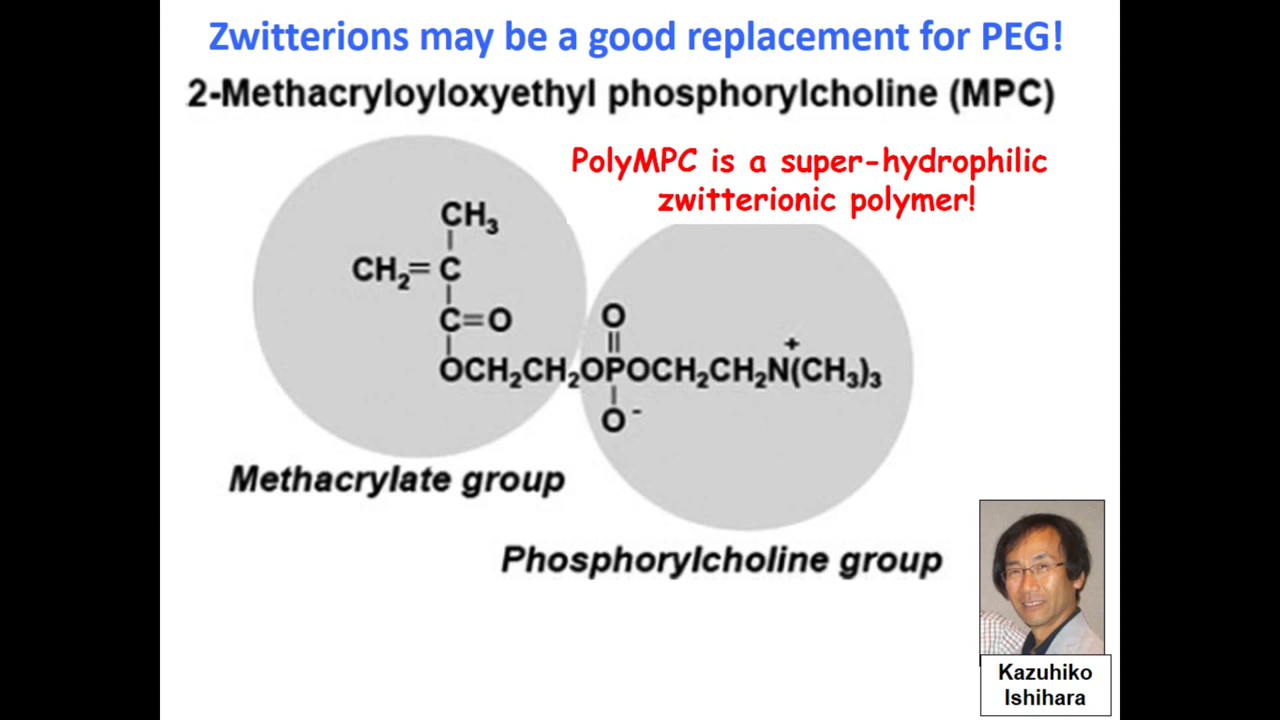 Zwitterions may be a good replacement for PEG!
2-Methacryloyloxyethyl phosphorylcholine (MPC)
PolyMPC is a super-hydrophilic
zwitterionic polymer!
CH₃
CH₂=C
C=O
O
OCH₂CH₂OPOCH₂CH₂N⁺(CH₃)₃
O⁻
Methacrylate group
Phosphorylcholine group
Kazuhiko
Ishihara